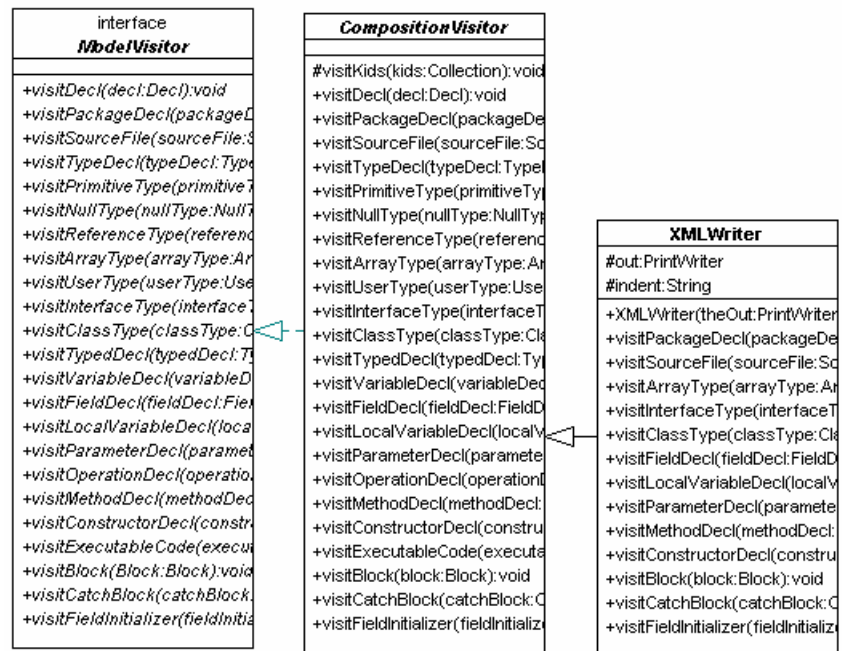 interface
ModelVisitor
+visitDecl(decl:Decl):void
+visitPackageDecl(packageD
+visitSourceFile(sourceFile:S
+visitTypeDecl(typeDecl:Type
+visitPrimitiveType(primitiveT
+visitNullType(nullType:NullT
+visitReferenceType(referenc
+visitArrayType(arrayType:Ar
+visitUserType(userType:Use
+visitInterfaceType(interfaceT
+visitClassType(classType:C
+visitTypedDecl(typedDecl:Ty
+visitVariableDecl(variableD
+visitFieldDecl(fieldDecl:Fiel
+visitLocalVariableDecl(loca
+visitParameterDecl(paramet
+visitOperationDecl(operatio
+visitMethodDecl(methodDec
+visitConstructorDecl(constr
+visitExecutableCode(execut
+visitBlock(Block:Block):void
+visitCatchBlock(catchBlock:
+visitFieldInitializer(fieldInitia
CompositionVisitor
#visitKids(kids:Collection):void
+visitDecl(decl:Decl):void
+visitPackageDecl(packageDe
+visitSourceFile(sourceFile:So
+visitTypeDecl(typeDecl:Typel
+visitPrimitiveType(primitiveTy
+visitNullType(nullType:NullTy
+visitReferenceType(referenc
+visitArrayType(arrayType:Ar
+visitUserType(userType:Use
+visitInterfaceType(interfaceT
+visitClassType(classType:Cla
+visitTypedDecl(typedDecl:Ty
+visitVariableDecl(variableDec
+visitFieldDecl(fieldDecl:FieldD
+visitLocalVariableDecl(localV
+visitParameterDecl(paramete
+visitOperationDecl(operationD
+visitMethodDecl(methodDecl:
+visitConstructorDecl(constru
+visitExecutableCode(executa
+visitBlock(block:Block):void
+visitCatchBlock(catchBlock:C
+visitFieldInitializer(fieldInitialize
XMLWriter
#out:PrintWriter
#indent:String
+XMLWriter(theOut:PrintWriter
+visitPackageDecl(packageDe
+visitSourceFile(sourceFile:So
+visitArrayType(arrayType:Ar
+visitInterfaceType(interfaceT
+visitClassType(classType:Cla
+visitFieldDecl(fieldDecl:FieldD
+visitLocalVariableDecl(localV
+visitParameterDecl(paramete
+visitMethodDecl(methodDecl:
+visitConstructorDecl(constru
+visitBlock(block:Block):void
+visitCatchBlock(catchBlock:C
+visitFieldInitializer(fieldInitialize